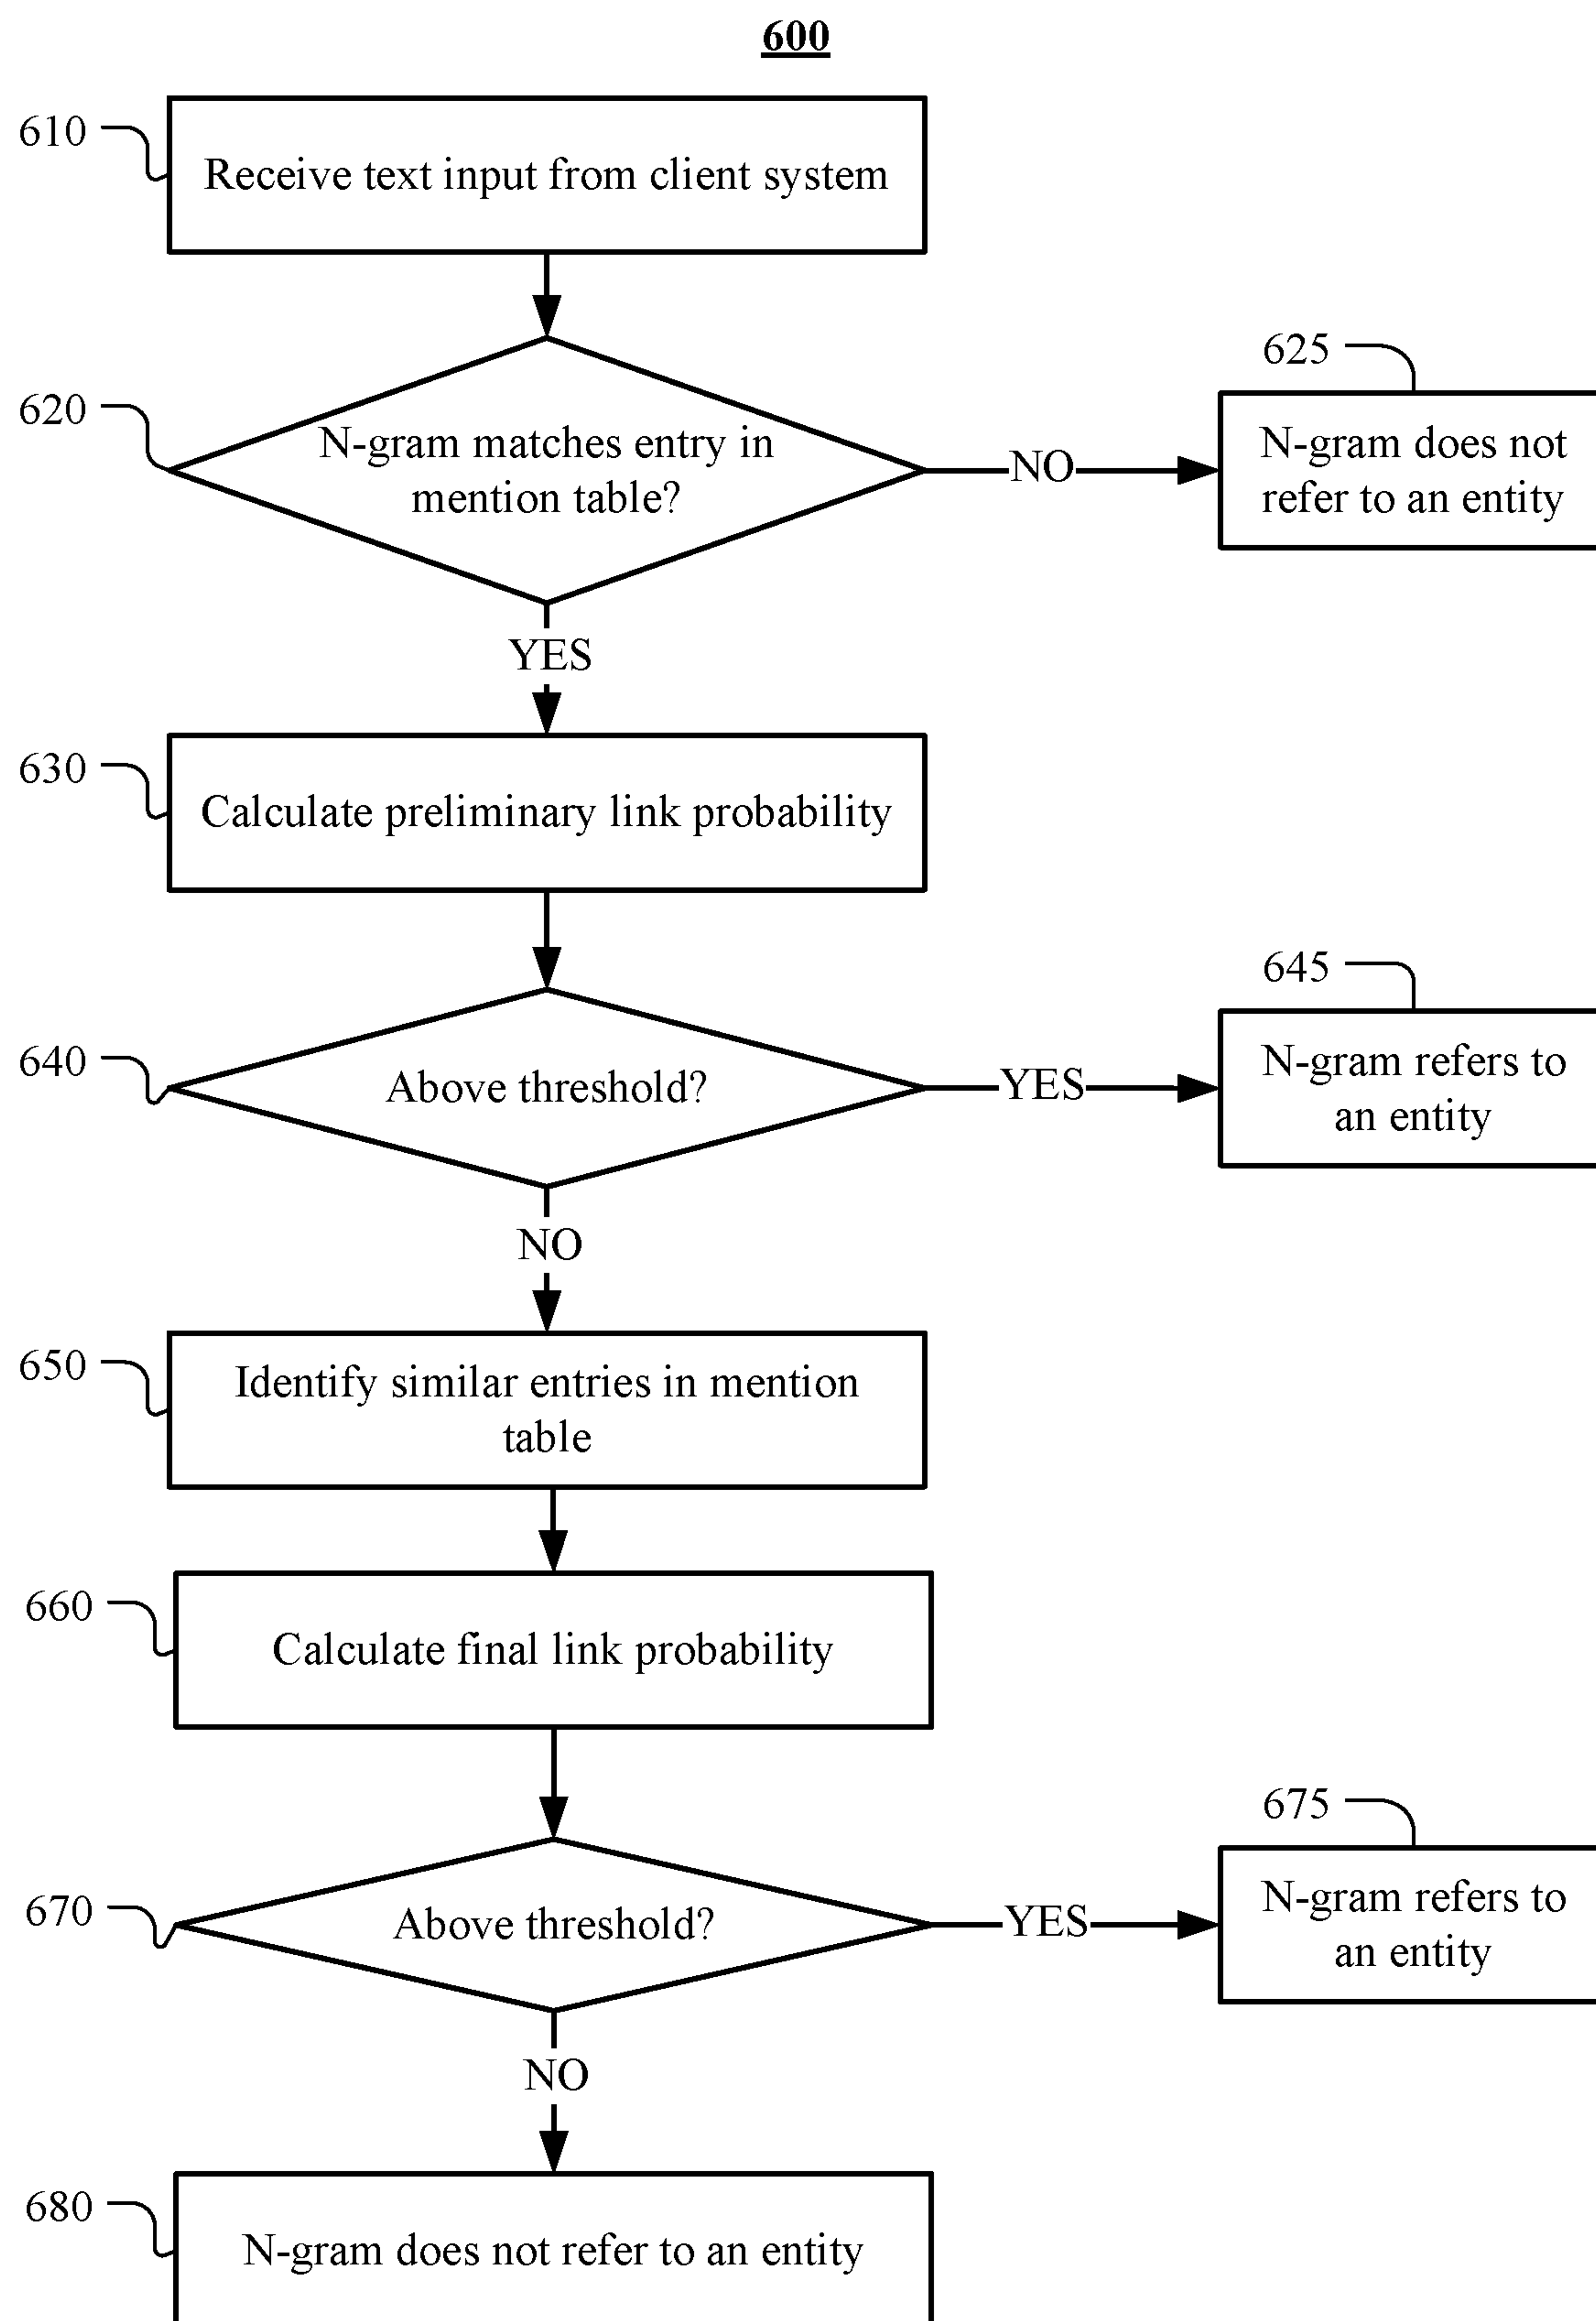 600
610
Receive text input from client system
620
N-gram matches entry in
mention table?
NO
625
N-gram does not
refer to an entity
YES
630
Calculate preliminary link probability
640
Above threshold?
YES
645
N-gram refers to
an entity
NO
650
Identify similar entries in mention
table
660
Calculate final link probability
670
Above threshold?
YES
675
N-gram refers to
an entity
NO
680
N-gram does not refer to an entity